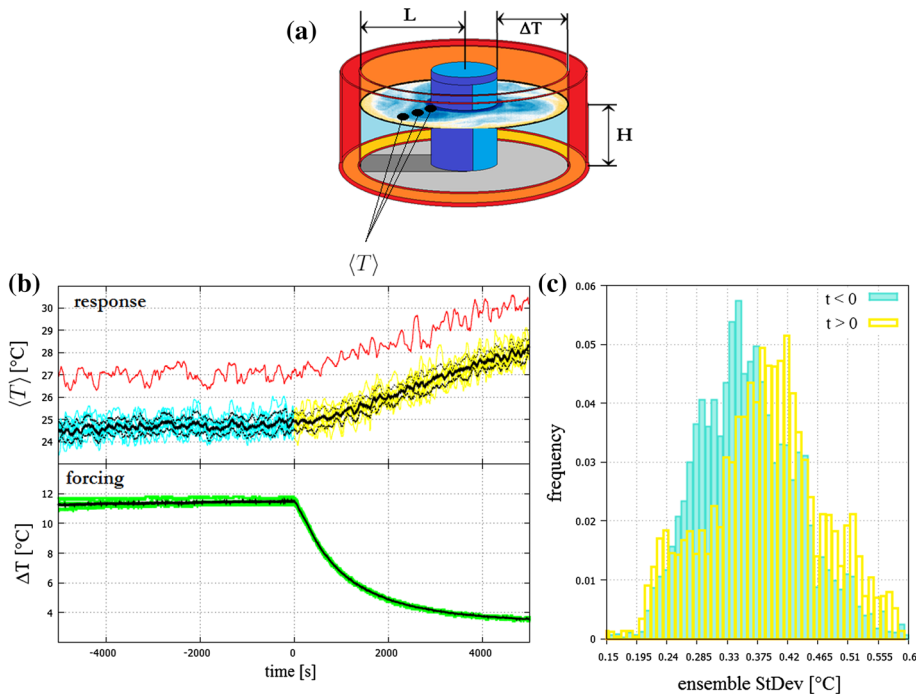 (a)
L
ΔT
H
⟨T⟩
(b)
response
31
30
29
28
27
26
25
24
⟨T⟩ [°C]
forcing
12
10
8
6
4
ΔT [°C]
-4000
-2000
0
2000
4000
time [s]
(c)
t < 0
t > 0
0.06
0.05
0.04
0.03
0.02
0.01
0
frequency
0.15 0.195 0.24 0.285 0.33 0.375 0.42 0.465 0.51 0.555 0.6
ensemble StDev [°C]